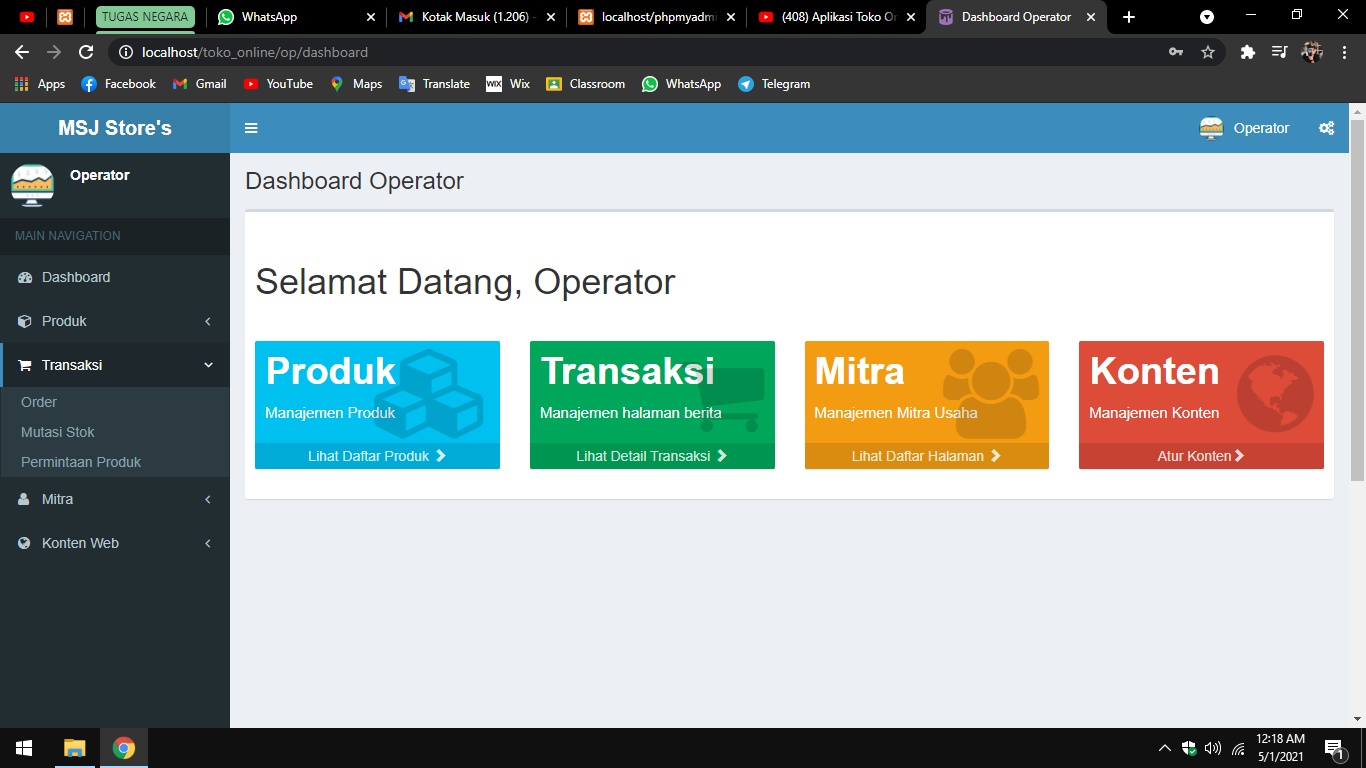 TUGAS NEGARA
WhatsApp
Kotak Masuk (1.206) -
localhost/phpmyadmi
(408) Aplikasi Toko On
Dashboard Operator
localhost/toko_online/op/dashboard
Apps
Facebook
Gmail
YouTube
Maps
Translate
WIX
Wix
Classroom
WhatsApp
Telegram
MSJ Store's
Operator
Operator
MAIN NAVIGATION
Dashboard
Produk
Transaksi
Order
Mutasi Stok
Permintaan Produk
Mitra
Konten Web
Dashboard Operator
Selamat Datang, Operator
Produk
Manajemen Produk
Lihat Daftar Produk
Transaksi
Manajemen halaman berita
Lihat Detail Transaksi
Mitra
Manajemen Mitra Usaha
Lihat Daftar Halaman
Konten
Manajemen Konten
Atur Konten
12:18 AM
5/1/2021
1